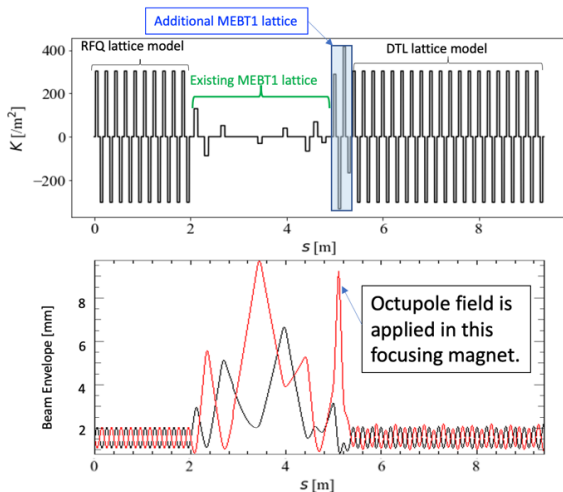 Additional MEBT1 lattice
RFQ lattice model
DTL lattice model
Existing MEBT1 lattice
400
200
0
−200
K [/m²]
0 2 4 6 8
s [m]
Octupole field is
applied in this
focusing magnet.
8
6
4
2
Beam Envelope [mm]
0 2 4 6 8
s [m]